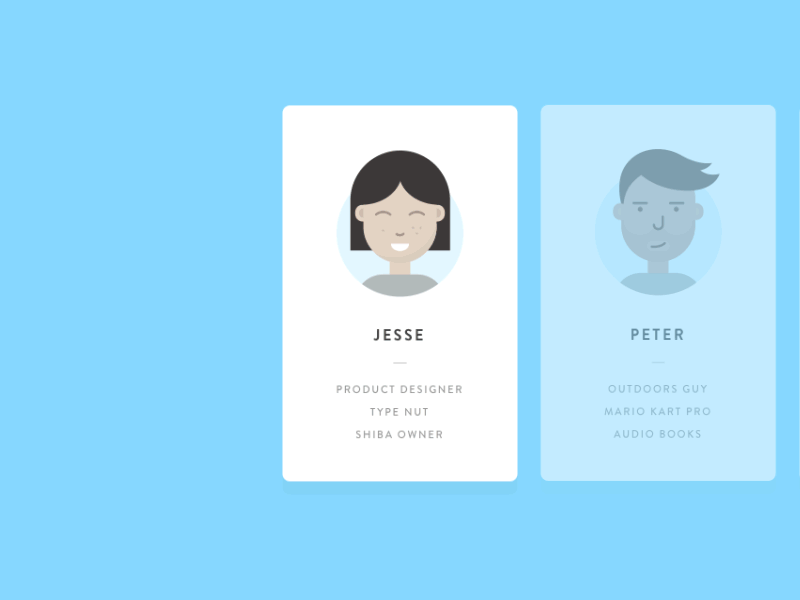 JESSE
PRODUCT DESIGNER
TYPE NUT
SHIBA OWNER
PETER
OUTDOORS GUY
MARIO KART PRO
AUDIO BOOKS